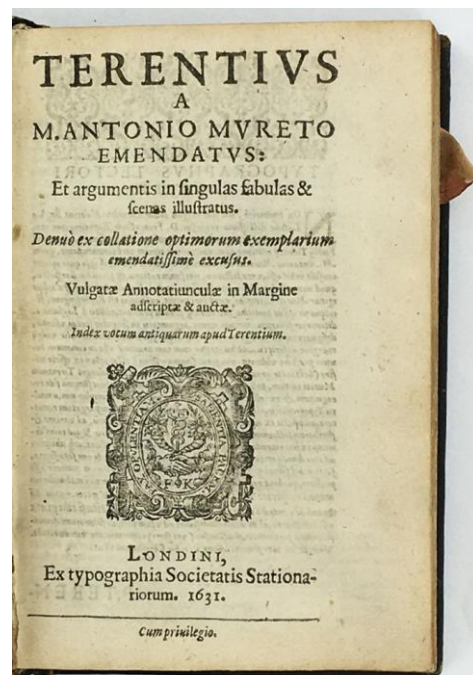 TERENTIVS
A
M. ANTONIO MVRETO
EMENDATVS:
Et argumentis in ſingulas fabulas &
ſcenas illuſtratus.
Denuò ex collatione optimorum exemplarium
emendatiſſimè excuſus.
Vulgatæ Annotatiunculæ in Margine
adſcriptæ & auctæ.
Index vocum antiquarum apud Terentium.
F K
LONDINI,
Ex typographia Societatis Stationa-
riorum. 1631.
Cum priuilegio.